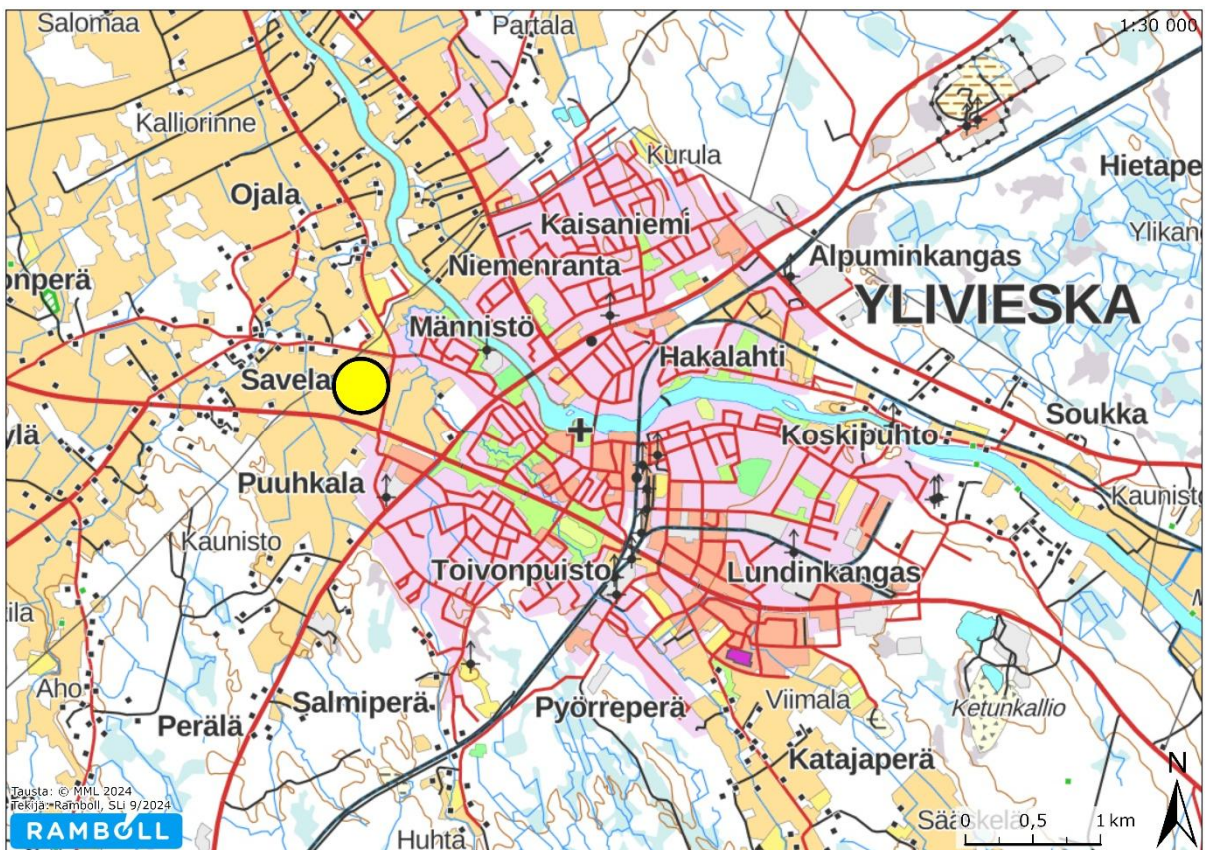 Salomaa
Partala
1:30 000
Kalliorinne
Kurula
Hietape
Ojala
Kaisaniemi
Ylikan
Niemenranta
Alpuminkangas
onperä
YLIVIESKA
Männistö
Hakalahti
Savela
Soukka
ylä
Koskipuhto
Puuhkala
Kaunisto
Kaunisto
Toivonpuisto
Lundinkangas
ila
Aho
Salmiperä
Pyörreperä
Viimala
Ketunkallio
Perälä
Katajaperä
N
Tausta: © MML 2024
Tekijä: Ramboll, SLi 9/2024
RAMBOLL
Huhta
Sääskelä
0 0,5 1 km